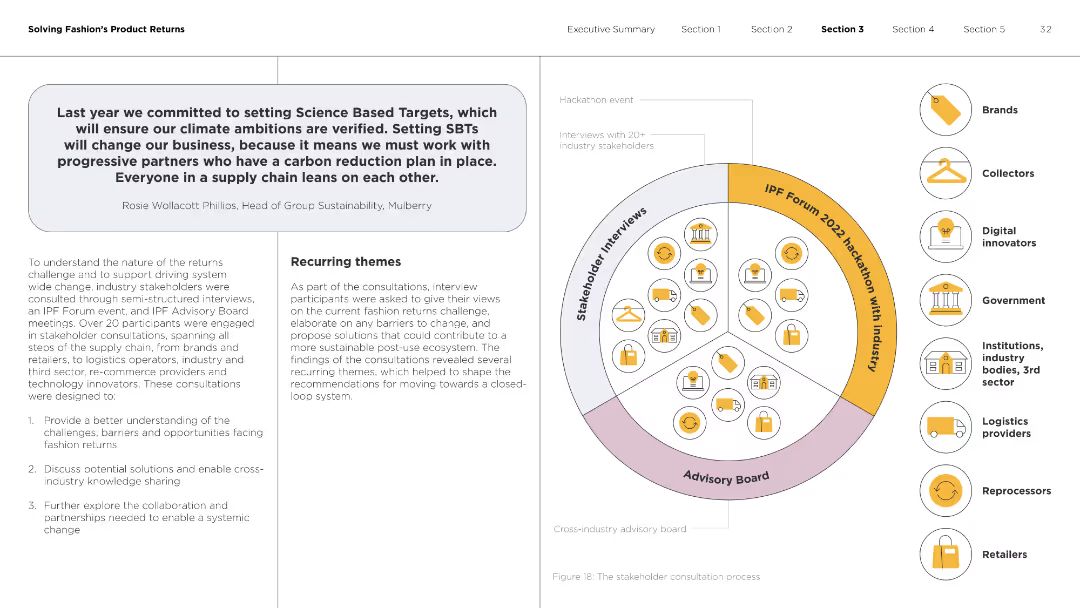 Solving Fashion's Product Returns
Executive Summary
Section 1
Section 2
Section 3
Section 4
Section 5
32
Last year we committed to setting Science Based Targets, which
will ensure our climate ambitions are verified. Setting SBTs
will change our business, because it means we must work with
progressive partners who have a carbon reduction plan in place.
Everyone in a supply chain leans on each other.
Rosie Wollacott Phillips, Head of Group Sustainability, Mulberry
To understand the nature of the returns
challenge and to support driving system
wide change, industry stakeholders were
consulted through semi-structured interviews,
an IPF Forum event, and IPF Advisory Board
meetings. Over 20 participants were engaged
in stakeholder consultations, spanning all
steps of the supply chain, from brands and
retailers, to logistics operators, industry and
third sector, re-commerce providers and
technology innovators. These consultations
were designed to:
1. Provide a better understanding of the
challenges, barriers and opportunities facing
fashion returns
2. Discuss potential solutions and enable cross-
industry knowledge sharing
3. Further explore the collaboration and
partnerships needed to enable a systemic
change
Recurring themes
As part of the consultations, interview
participants were asked to give their views
on the current fashion returns challenge,
elaborate on any barriers to change, and
propose solutions that could contribute to a
more sustainable post-use ecosystem. The
findings of the consultations revealed several
recurring themes, which helped to shape the
recommendations for moving towards a closed-
loop system.
Hackathon event
Interviews with 20+
industry stakeholders
Stakeholder Interviews
IPF Forum 2022 hackathon with industry
Advisory Board
Cross-industry advisory board
Figure 18: The stakeholder consultation process
Brands
Collectors
Digital
innovators
Government
Institutions,
industry
bodies, 3rd
sector
Logistics
providers
Reprocessors
Retailers